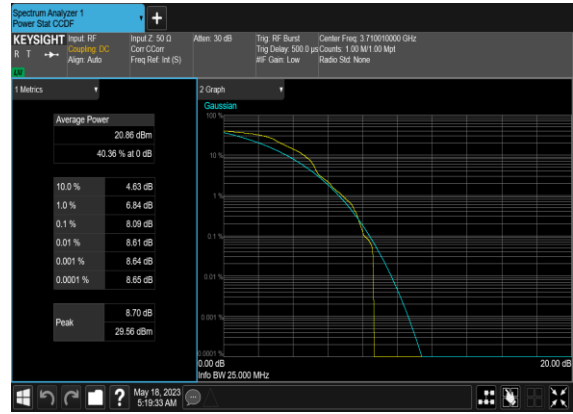 Spectrum Analyzer 1
Power Stat CCDF
KEYSIGHT
R T
LW
Input: RF
Coupling: DC
Align: Auto
Input Z: 50 Ω
Corr CCorr
Freq Ref: Int (S)
Atten: 30 dB
Trig: RF Burst
Trig Delay: 500.0 µs
#IF Gain: Low
Center Freq: 3.710010000 GHz
Counts: 1.00 M/1.00 Mpt
Radio Std: None
1 Metrics
Average Power
20.86 dBm
40.36 % at 0 dB
10.0 % 4.63 dB
1.0 % 6.84 dB
0.1 % 8.09 dB
0.01 % 8.61 dB
0.001 % 8.64 dB
0.0001 % 8.65 dB
Peak
8.70 dB
29.56 dBm
2 Graph
Gaussian
100 %
10 %
1 %
0.1 %
0.01 %
0.001 %
0.0001 %
0.00 dB
20.00 dB
Info BW 25.000 MHz
?
May 18, 2023
5:19:33 AM